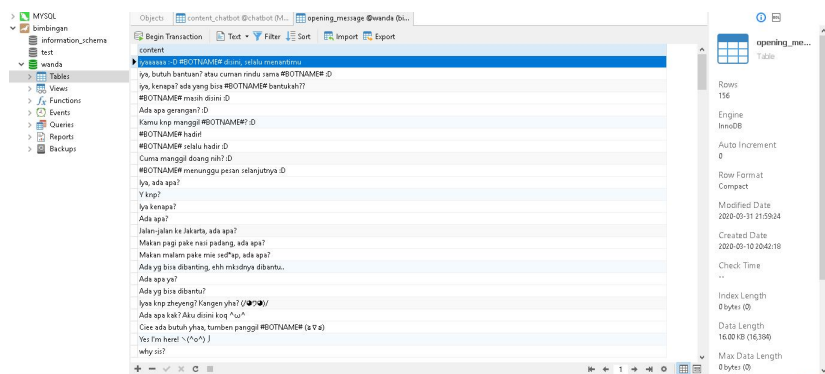 MYSQL
bimbingan
information_schema
test
wanda
Tables
Views
Functions
Events
Queries
Reports
Backups
Objects
content_chatbot @chatbot (M...
opening_message @wanda (bi...
Begin Transaction
Text
Filter
Sort
Import
Export
content
iyaaaaaa :-D #BOTNAME# disini, selalu menantimu
iya, butuh bantuan? atau cuman rindu sama #BOTNAME# :D
iya, kenapa? ada yang bisa #BOTNAME# bantukah??
#BOTNAME# masih disini :D
Ada apa gerangan? :D
Kamu knp manggil #BOTNAME#? :D
#BOTNAME# hadir!
#BOTNAME# selalu hadir :D
Cuma manggil doang nih? :D
#BOTNAME# menunggu pesan selanjutnya :D
Iya, ada apa?
Y knp?
Iya kenapa?
Ada apa?
Jalan-jalan ke Jakarta, ada apa?
Makan pagi pake nasi padang, ada apa?
Makan malam pake mie sed*ap, ada apa?
Ada yg bisa dibanting, ehh mksdnya dibantu..
Ada apa ya?
Ada yg bisa dibantu?
Iyaa knp zheyeng? Kangen yha? (/◕ヮ◕)/
Ada apa kak? Aku disini koq ^ω^
Ciee ada butuh yhaa, tumben panggil #BOTNAME# (≧∇≦)
Yes I'm here! ヽ(^o^)丿
why sis?
1
opening_me...
Table
Rows
156
Engine
InnoDB
Auto Increment
0
Row Format
Compact
Modified Date
2020-03-31 21:59:24
Created Date
2020-03-10 20:42:18
Check Time
--
Index Length
0 bytes (0)
Data Length
16.00 KB (16,384)
Max Data Length
0 bytes (0)